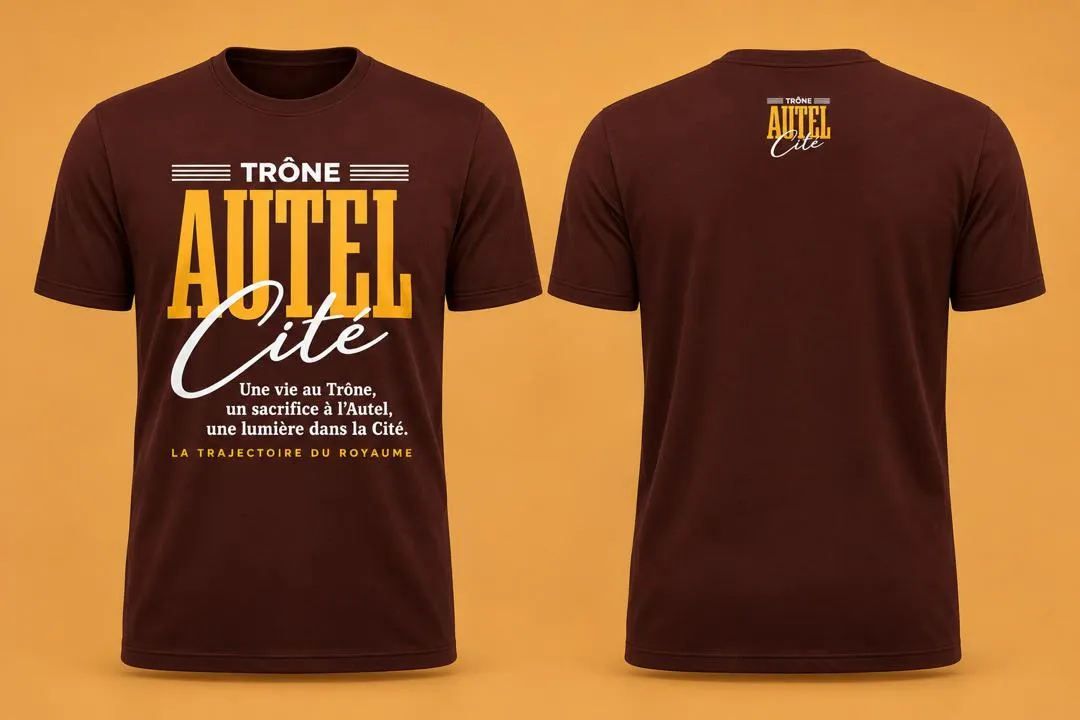 TRÔNE
AUTEL
Cité
Une vie au Trône,
un sacrifice à l'Autel,
une lumière dans la Cité.
LA TRAJECTOIRE DU ROYAUME
TRÔNE
AUTEL
Cité